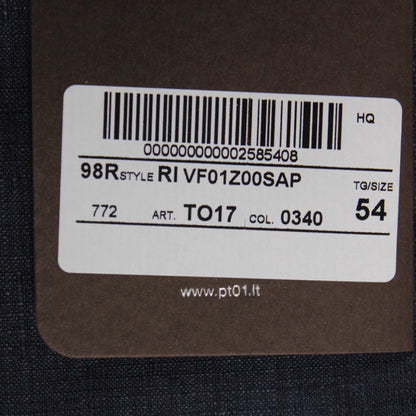 HQ
000000000002585408
98R STYLE RI VF01Z00SAP
TG/SIZE
772 ART. TO17 COL. 0340 54
www.pt01.it